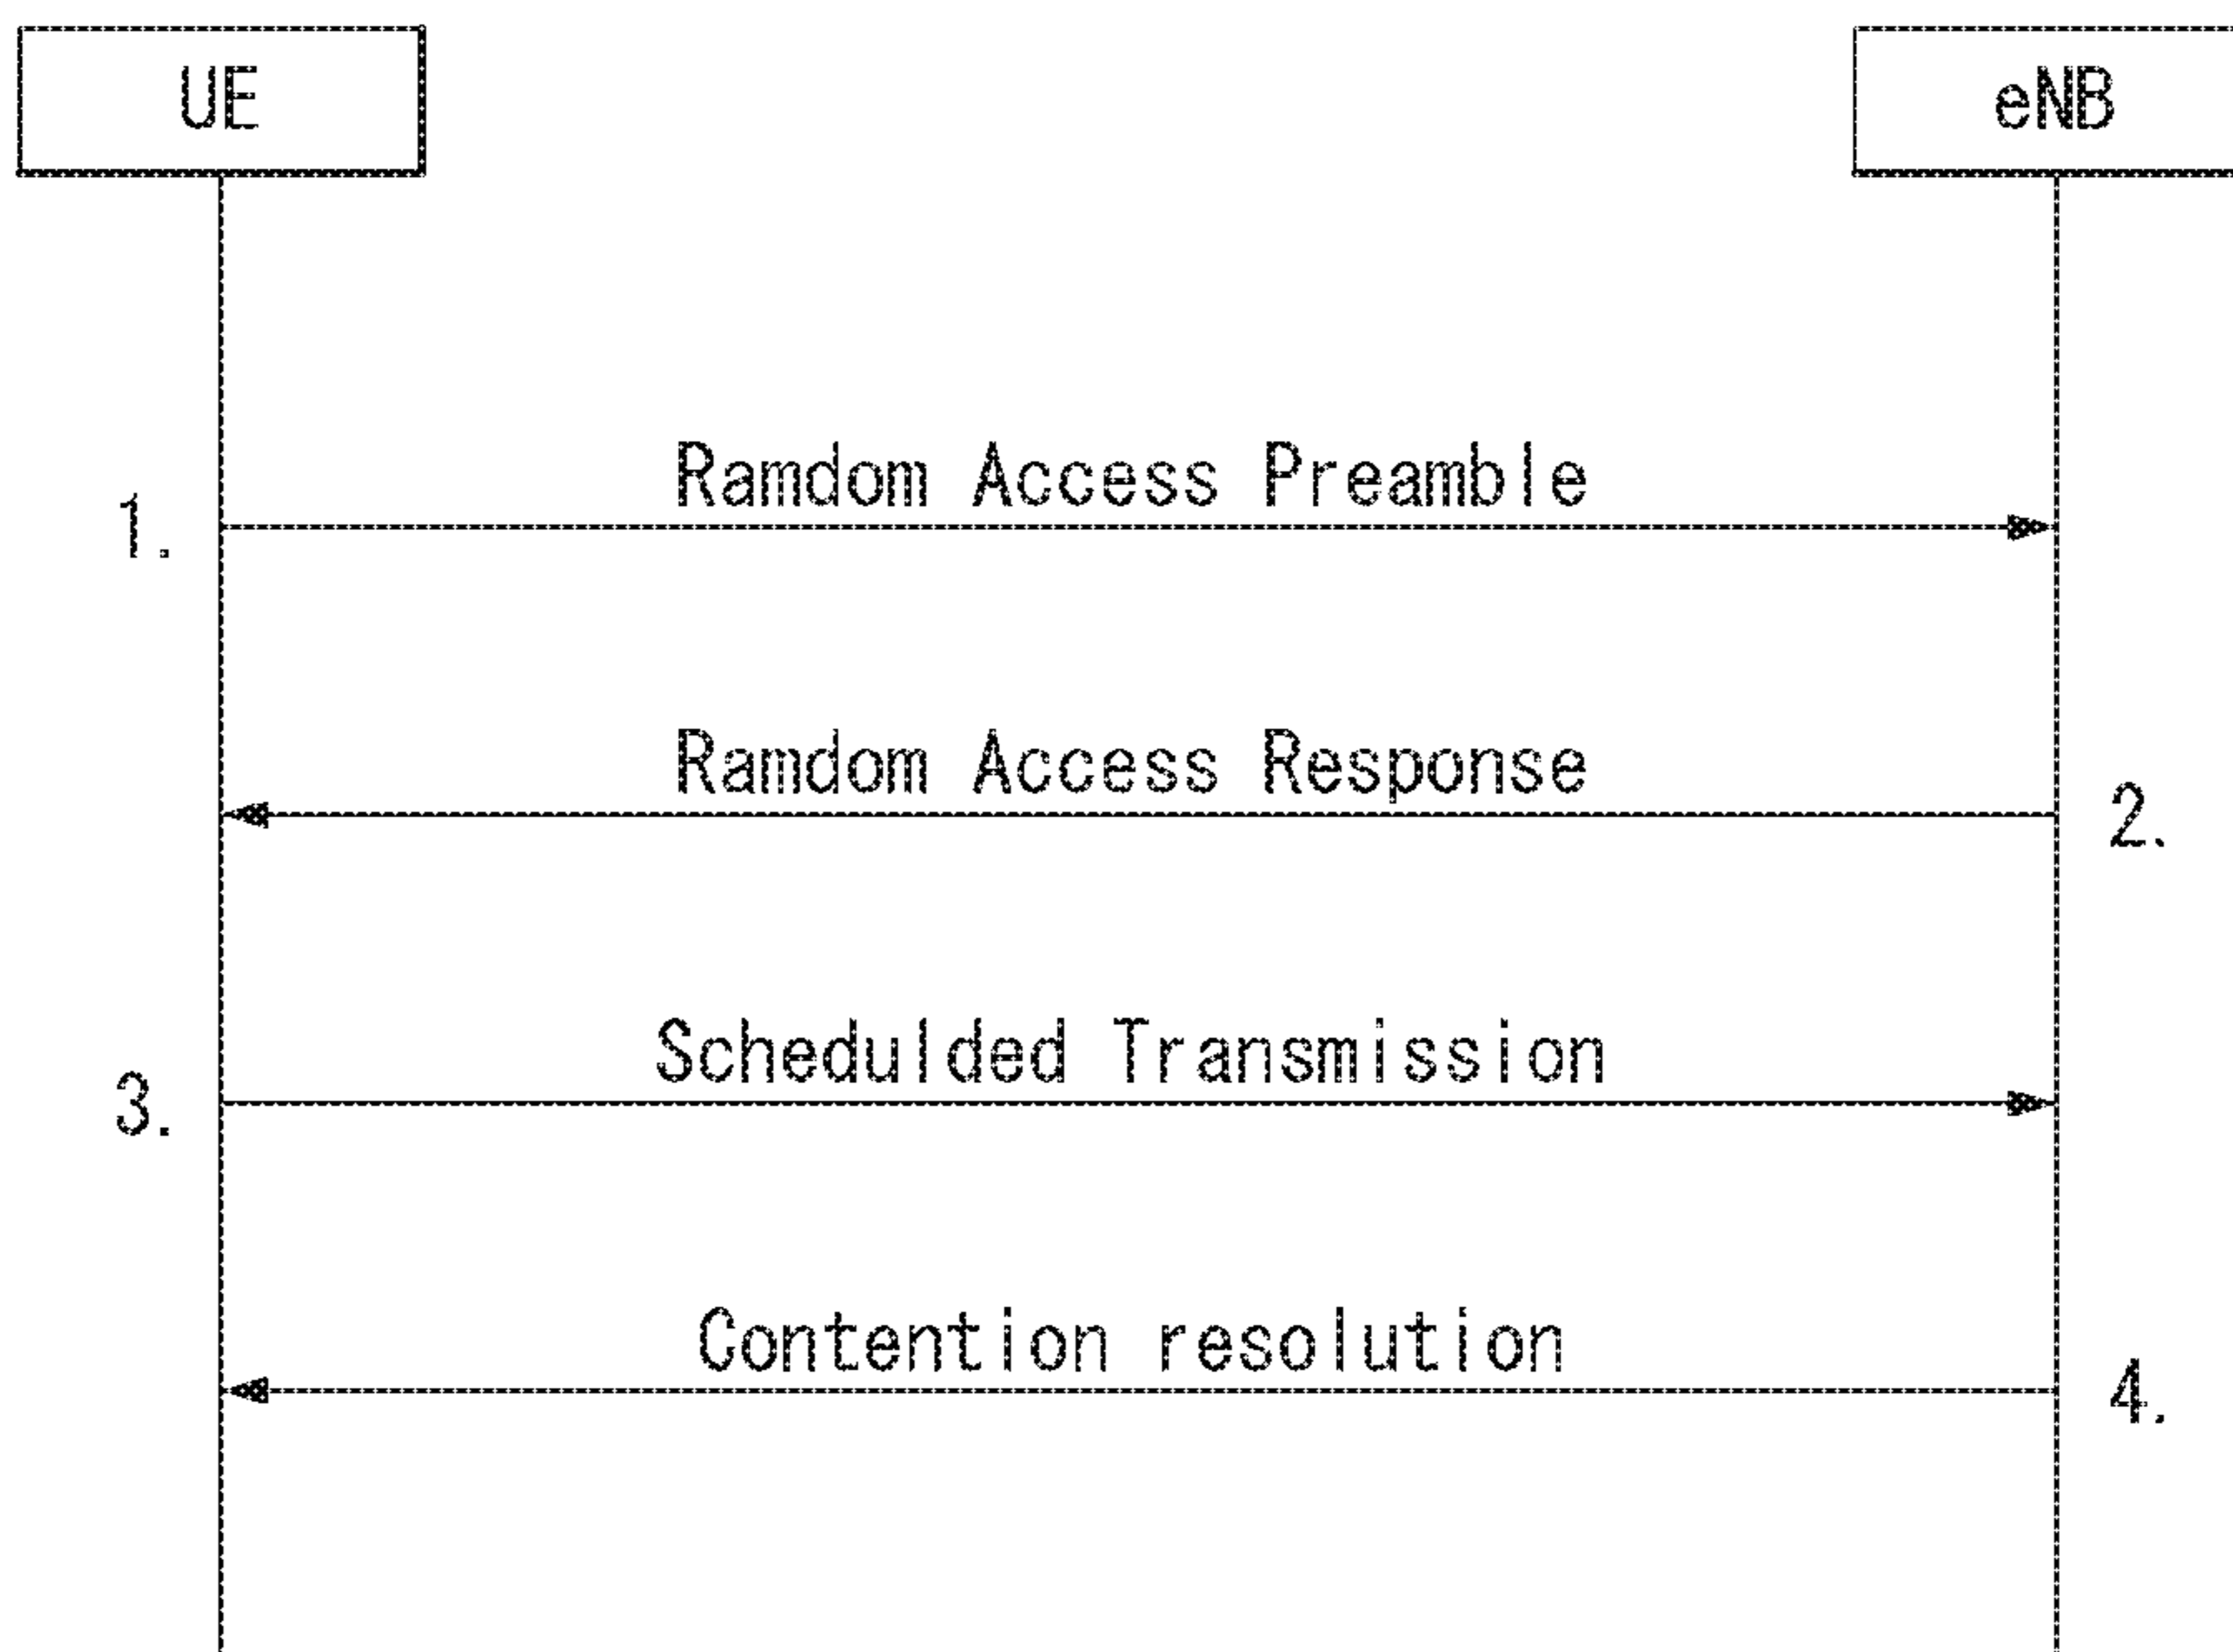 UE
eNB
Ramdom Access Preamble
1.
Ramdom Access Response
2.
Schedulded Transmission
3.
Contention resolution
4.